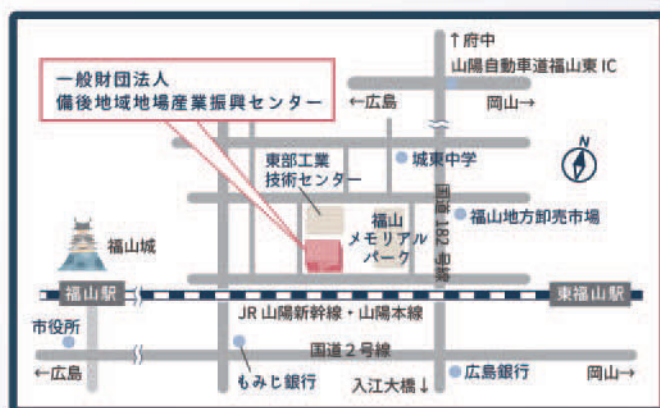 ↑府中
山陽自動車道福山東IC
←広島
岡山→
一般財団法人
備後地域地場産業振興センター
N
東部工業
技術センター
城東中学
国道182号線
福山地方卸売市場
福山
メモリアル
パーク
福山城
福山駅
東福山駅
JR山陽新幹線・山陽本線
市役所
国道2号線
←広島
もみじ銀行
入江大橋↓
広島銀行
岡山→